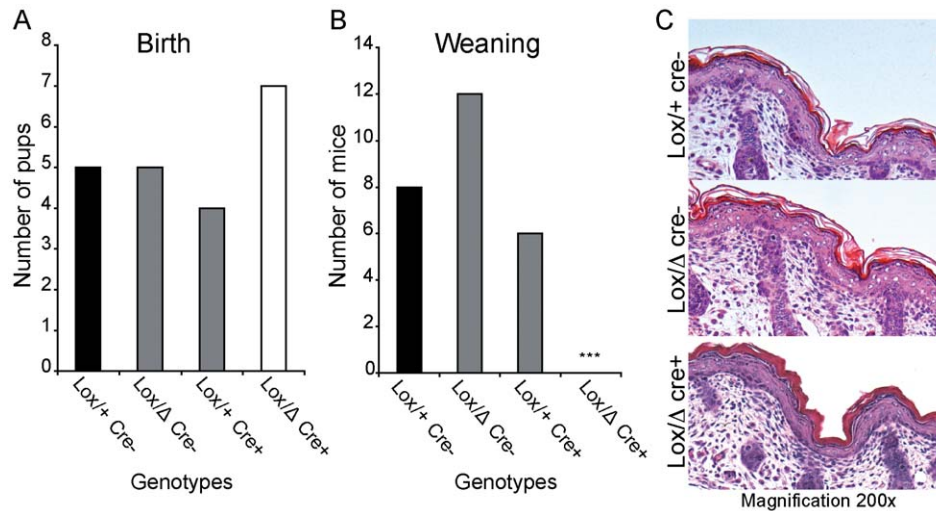 A
Birth
Number of pups
8
7
6
5
4
3
2
1
0
Lox/+ Cre-
Lox/Δ Cre-
Lox/+ Cre+
Lox/Δ Cre+
Genotypes
B
Weaning
Number of mice
14
12
10
8
6
4
2
0
***
Lox/+ Cre-
Lox/Δ Cre-
Lox/+ Cre+
Lox/Δ Cre+
Genotypes
C
Lox/+ cre-
Lox/Δ cre-
Lox/Δ cre+
Magnification 200x